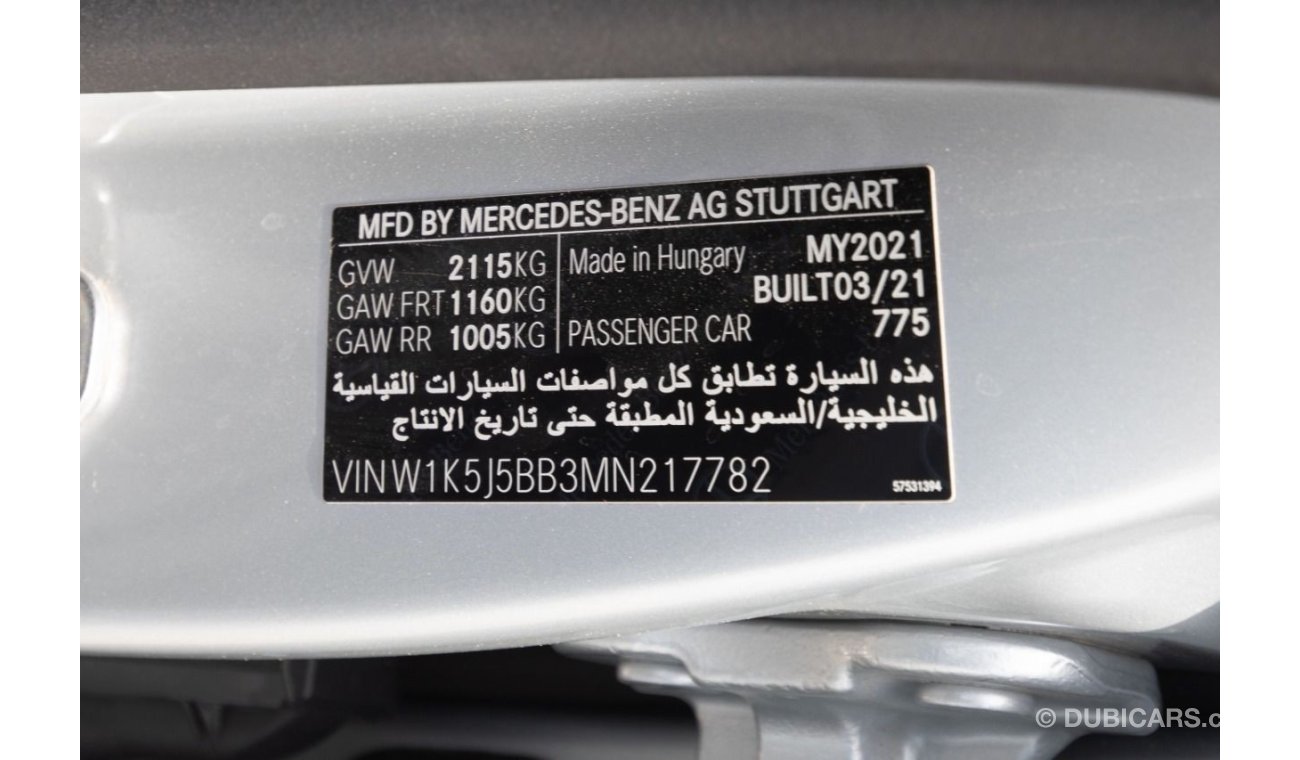 MFD BY MERCEDES-BENZ AG STUTTGART
GVW 2115KG Made in Hungary MY2021
GAW FRT 1160KG BUILT03/21
GAW RR 1005KG PASSENGER CAR 775
هذه السيارة تطابق كل مواصفات السيارات القياسية
الخليجية/السعودية المطبقة حتى تاريخ الانتاج
VINW1K5J5BB3MN217782
57531394
© DUBICARS.c